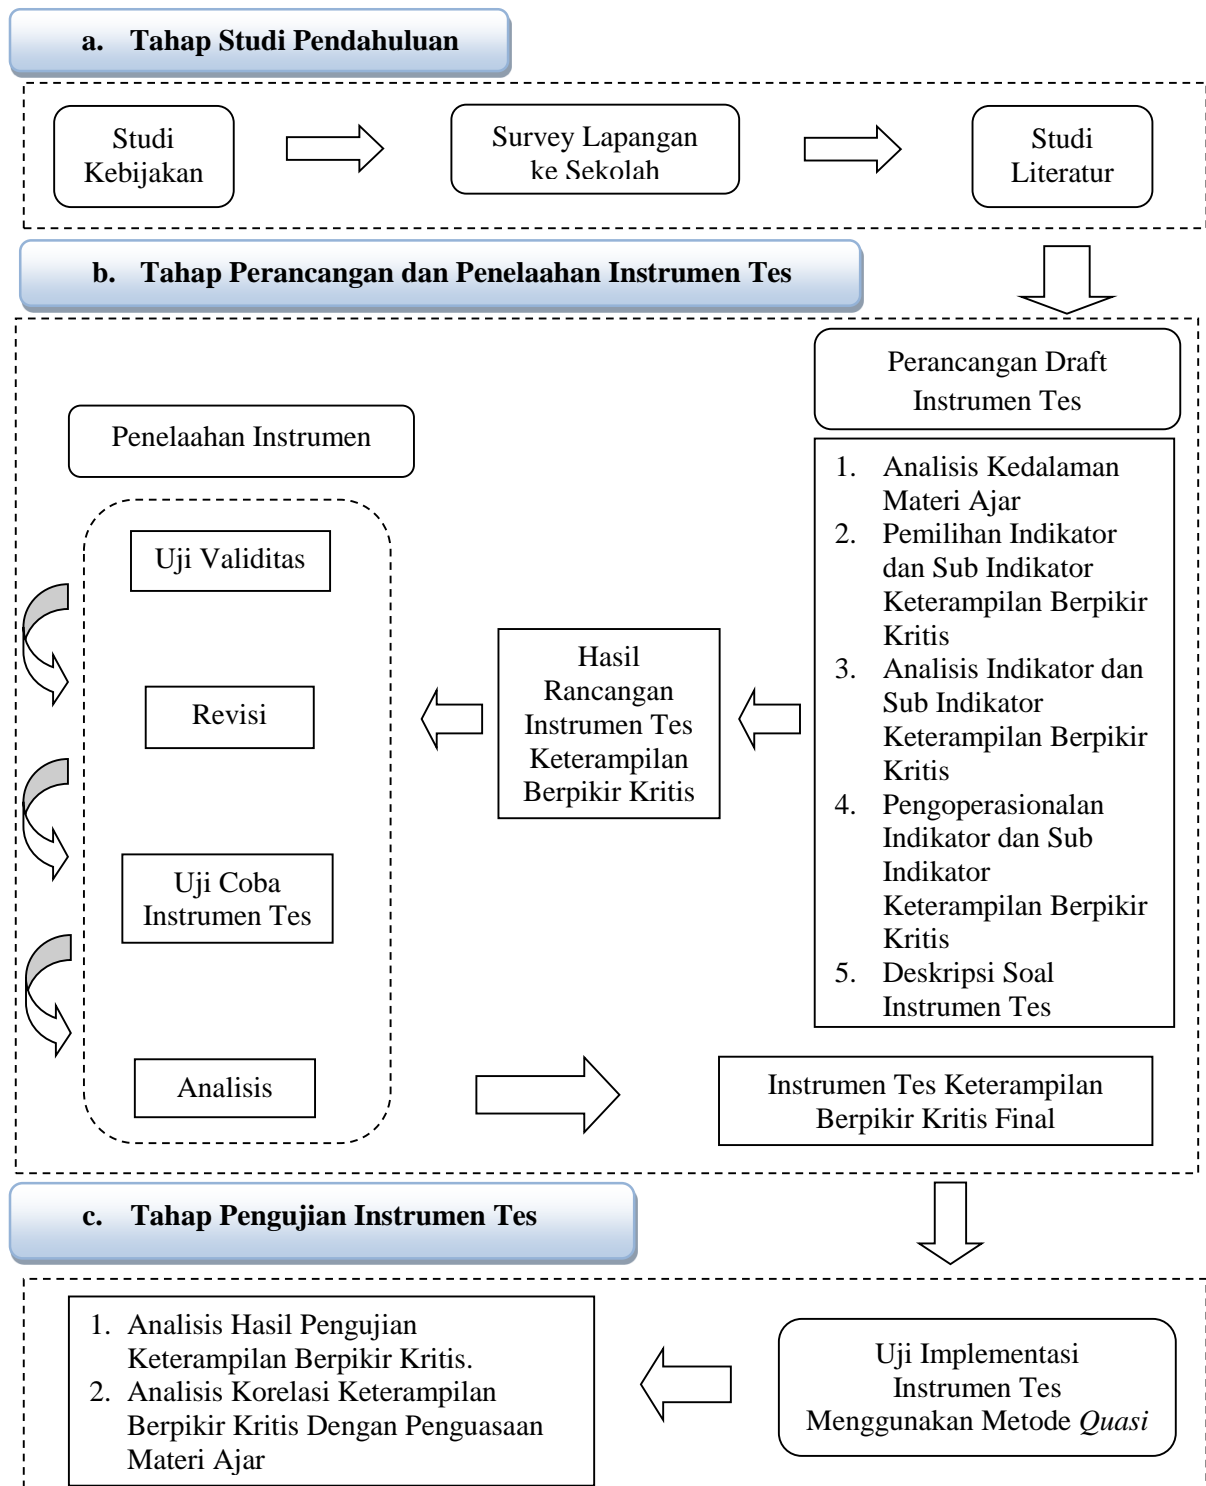 a. Tahap Studi Pendahuluan
Studi
Kebijakan
Survey Lapangan
ke Sekolah
Studi
Literatur
b. Tahap Perancangan dan Penelaahan Instrumen Tes
Perancangan Draft
Instrumen Tes
1. Analisis Kedalaman
Materi Ajar
2. Pemilihan Indikator
dan Sub Indikator
Keterampilan Berpikir
Kritis
3. Analisis Indikator dan
Sub Indikator
Keterampilan Berpikir
Kritis
4. Pengoperasionalan
Indikator dan Sub
Indikator
Keterampilan Berpikir
Kritis
5. Deskripsi Soal
Instrumen Tes
Hasil
Rancangan
Instrumen Tes
Keterampilan
Berpikir Kritis
Penelaahan Instrumen
Uji Validitas
Revisi
Uji Coba
Instrumen Tes
Analisis
Instrumen Tes Keterampilan
Berpikir Kritis Final
c. Tahap Pengujian Instrumen Tes
Uji Implementasi
Instrumen Tes
Menggunakan Metode Quasi
1. Analisis Hasil Pengujian
Keterampilan Berpikir Kritis.
2. Analisis Korelasi Keterampilan
Berpikir Kritis Dengan Penguasaan
Materi Ajar